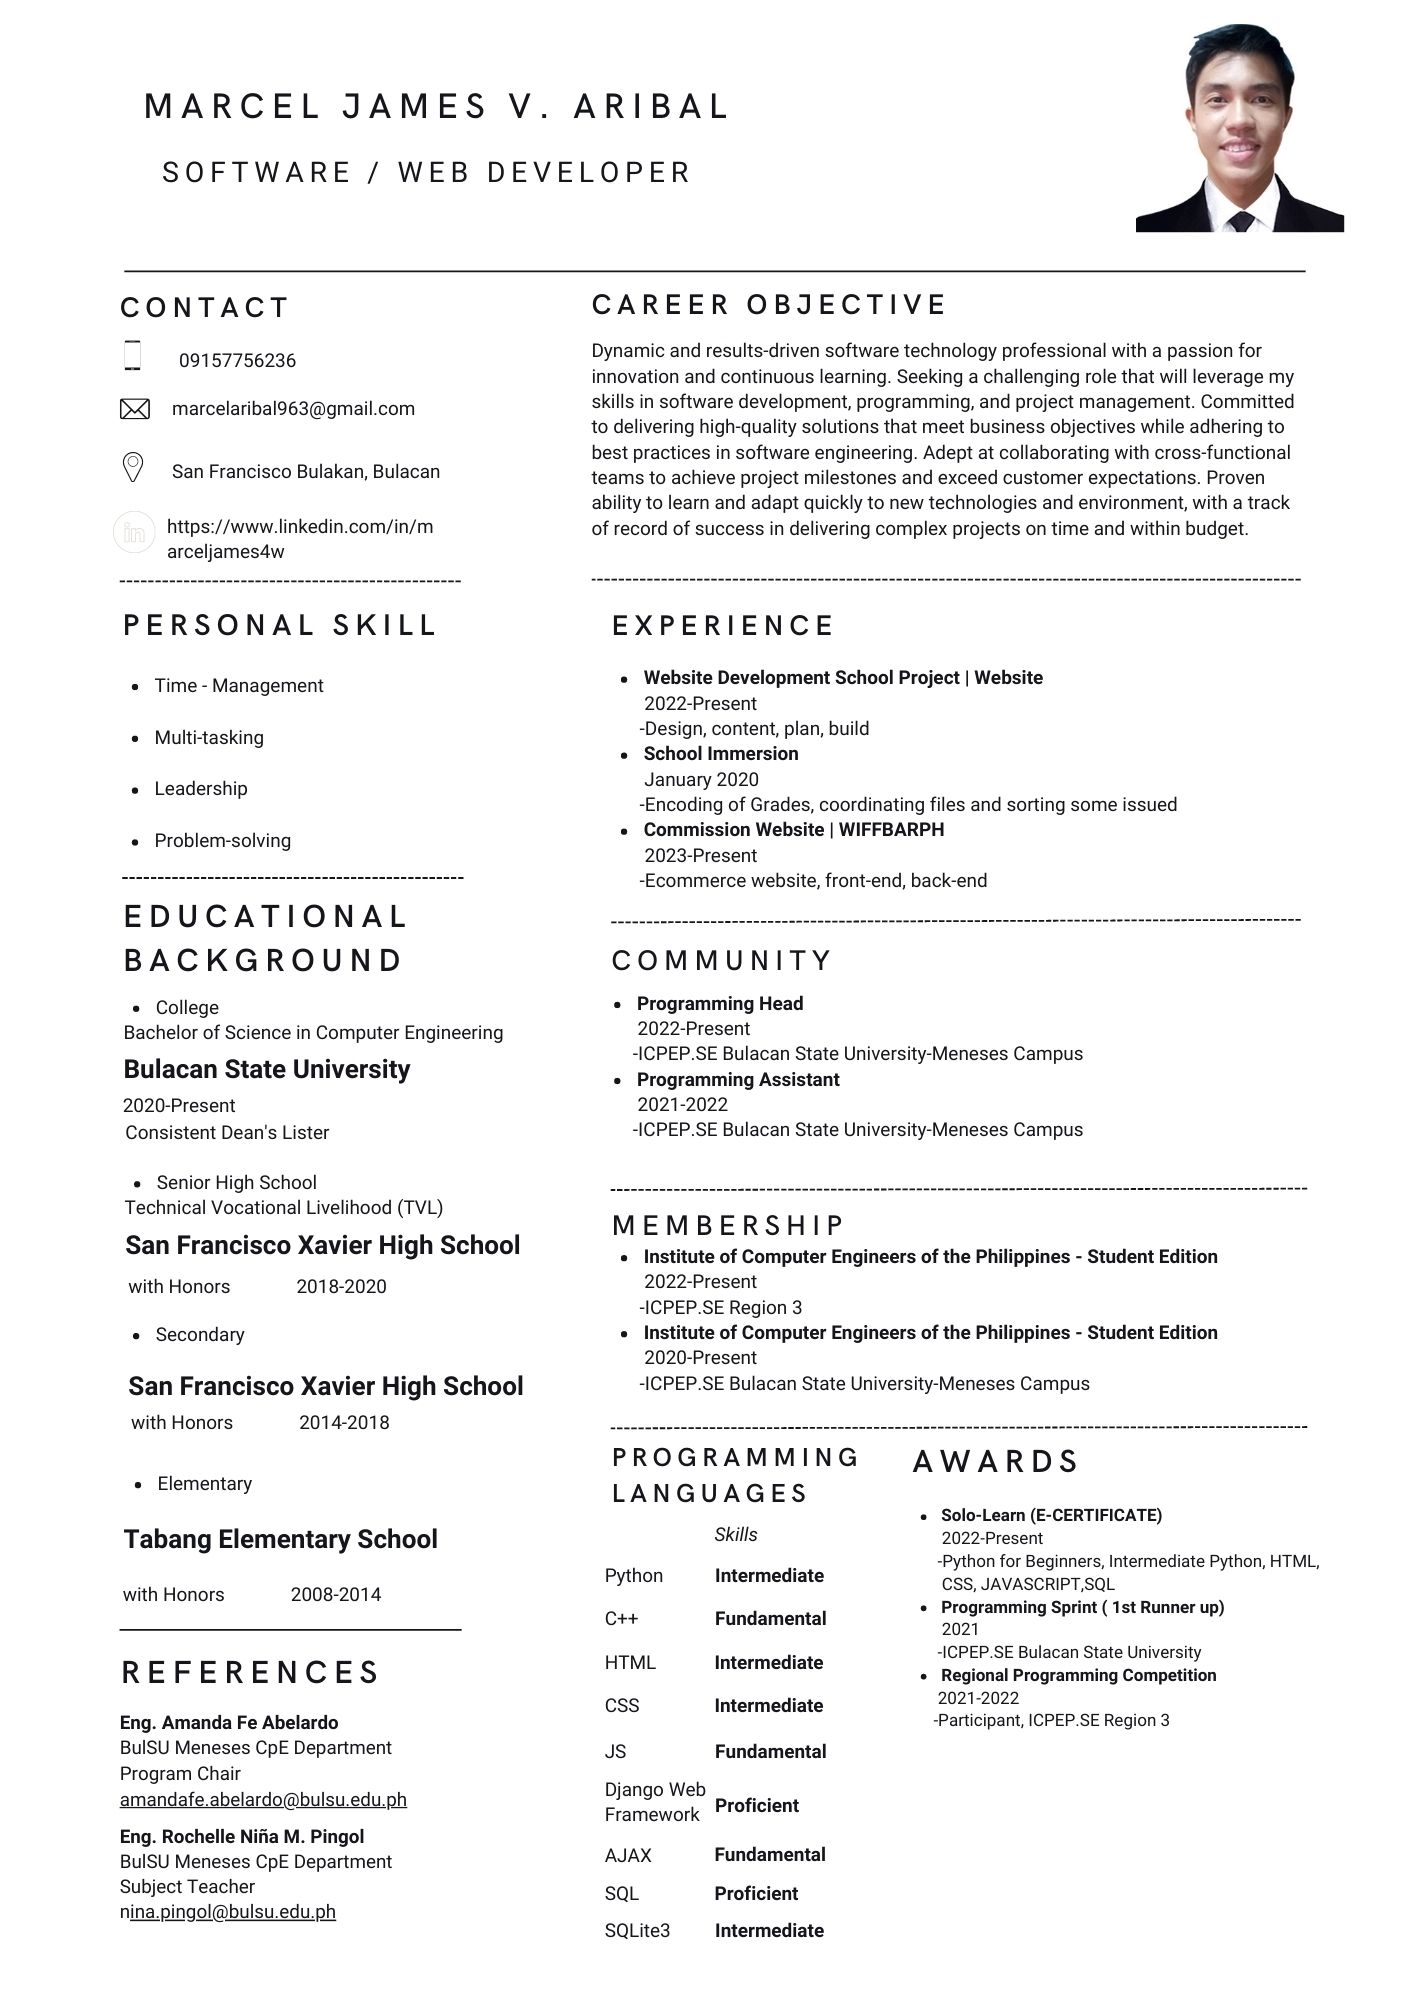 MARCEL JAMES V. ARIBAL
SOFTWARE / WEB DEVELOPER
CONTACT
09157756236
marcelaribal963@gmail.com
San Francisco Bulakan, Bulacan
in
https://www.linkedin.com/in/m
arceljames4w
PERSONAL SKILL
• Time - Management
• Multi-tasking
• Leadership
• Problem-solving
EDUCATIONAL
BACKGROUND
• College
Bachelor of Science in Computer Engineering
Bulacan State University
2020-Present
Consistent Dean's Lister
• Senior High School
Technical Vocational Livelihood (TVL)
San Francisco Xavier High School
with Honors 2018-2020
• Secondary
San Francisco Xavier High School
with Honors 2014-2018
• Elementary
Tabang Elementary School
with Honors 2008-2014
REFERENCES
Eng. Amanda Fe Abelardo
BulSU Meneses CpE Department
Program Chair
amandafe.abelardo@bulsu.edu.ph
Eng. Rochelle Niña M. Pingol
BulSU Meneses CpE Department
Subject Teacher
nina.pingol@bulsu.edu.ph
CAREER OBJECTIVE
Dynamic and results-driven software technology professional with a passion for
innovation and continuous learning. Seeking a challenging role that will leverage my
skills in software development, programming, and project management. Committed
to delivering high-quality solutions that meet business objectives while adhering to
best practices in software engineering. Adept at collaborating with cross-functional
teams to achieve project milestones and exceed customer expectations. Proven
ability to learn and adapt quickly to new technologies and environment, with a track
of record of success in delivering complex projects on time and within budget.
EXPERIENCE
• Website Development School Project | Website
2022-Present
-Design, content, plan, build
• School Immersion
January 2020
-Encoding of Grades, coordinating files and sorting some issued
• Commission Website | WIFFBARPH
2023-Present
-Ecommerce website, front-end, back-end
COMMUNITY
• Programming Head
2022-Present
-ICPEP.SE Bulacan State University-Meneses Campus
• Programming Assistant
2021-2022
-ICPEP.SE Bulacan State University-Meneses Campus
MEMBERSHIP
• Institute of Computer Engineers of the Philippines - Student Edition
2022-Present
-ICPEP.SE Region 3
• Institute of Computer Engineers of the Philippines - Student Edition
2020-Present
-ICPEP.SE Bulacan State University-Meneses Campus
PROGRAMMING
LANGUAGES
Skills
Python Intermediate
C++ Fundamental
HTML Intermediate
CSS Intermediate
JS Fundamental
Django Web
Framework Proficient
AJAX Fundamental
SQL Proficient
SQLite3 Intermediate
AWARDS
• Solo-Learn (E-CERTIFICATE)
2022-Present
-Python for Beginners, Intermediate Python, HTML,
CSS, JAVASCRIPT,SQL
• Programming Sprint ( 1st Runner up)
2021
-ICPEP.SE Bulacan State University
• Regional Programming Competition
2021-2022
-Participant, ICPEP.SE Region 3